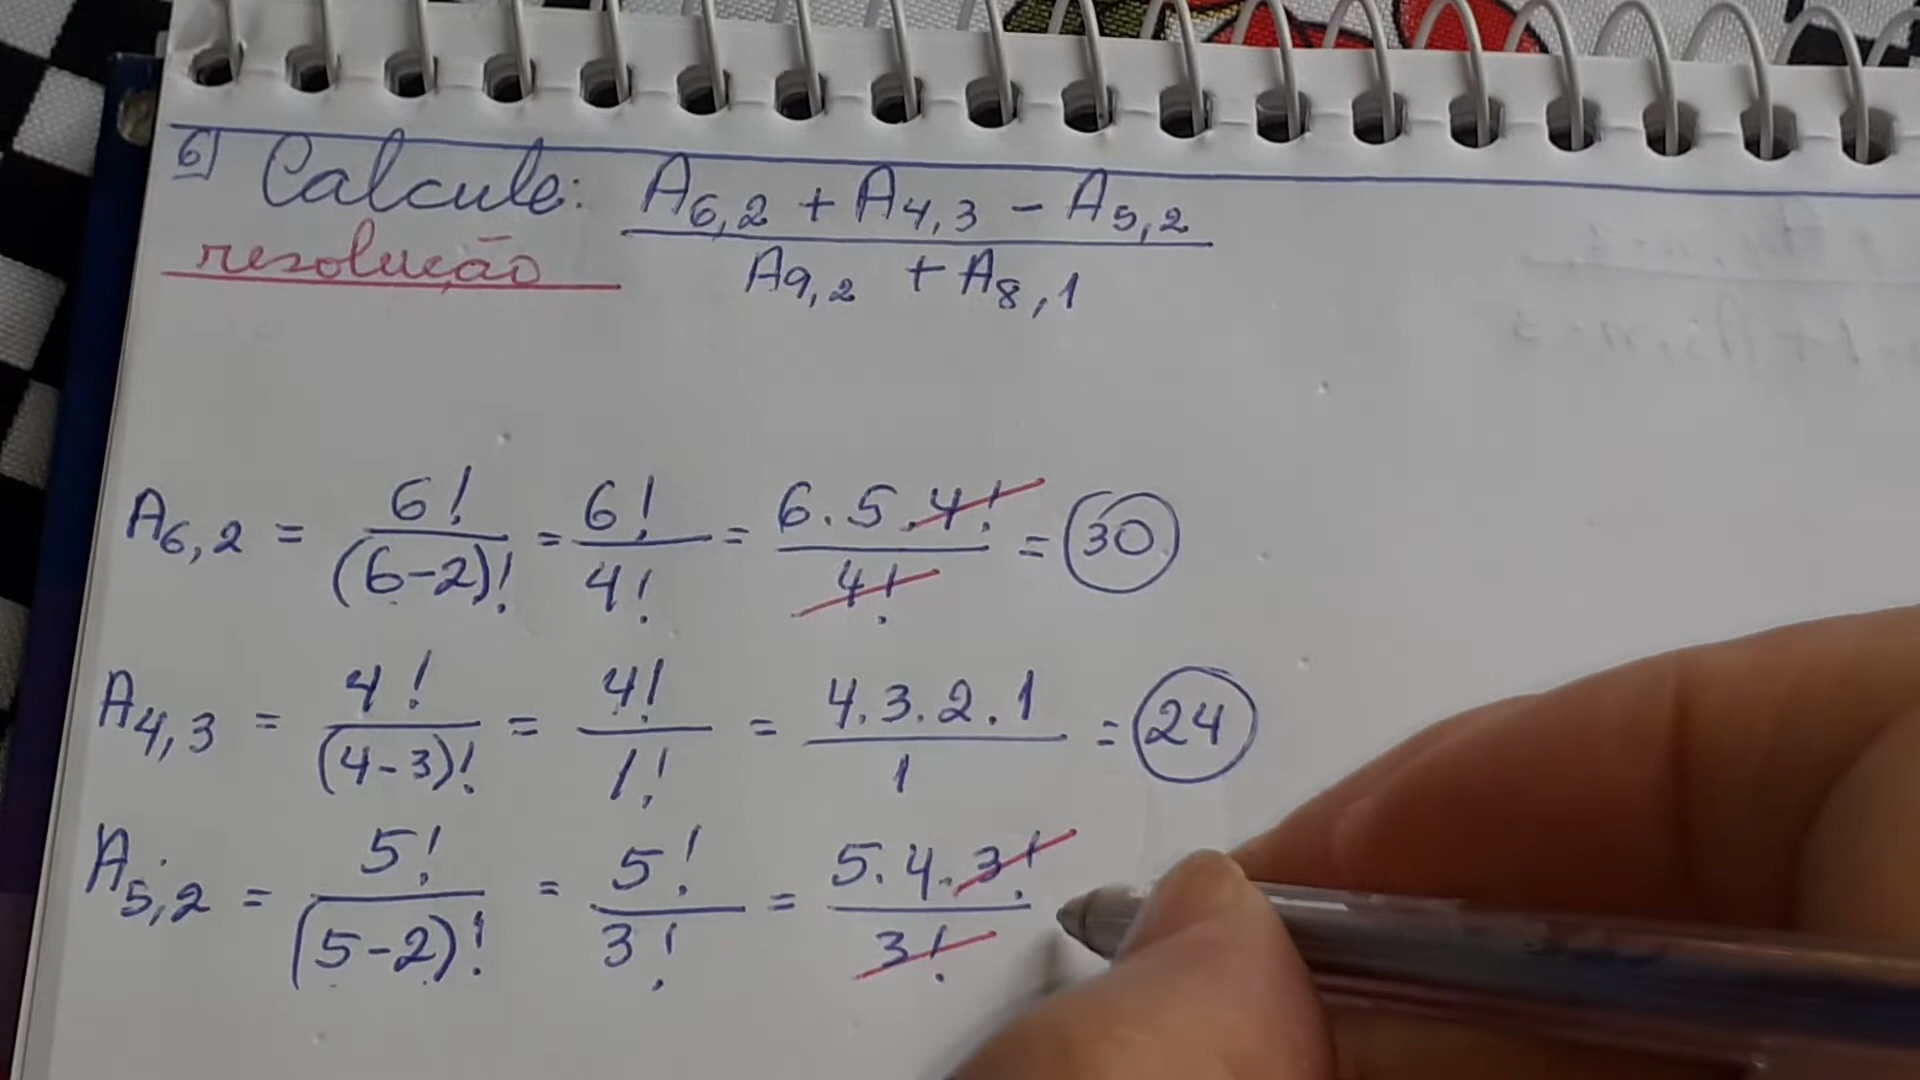 6) Calcule: A6,2 + A4,3 - A5,2
resolução A9,2 + A8,1
A6,2 = 6!/(6-2)! = 6!/4! = 6.5.4!/4! = 30
A4,3 = 4!/(4-3)! = 4!/1! = 4.3.2.1/1 = 24
A5,2 = 5!/(5-2)! = 5!/3! = 5.4.3!/3!